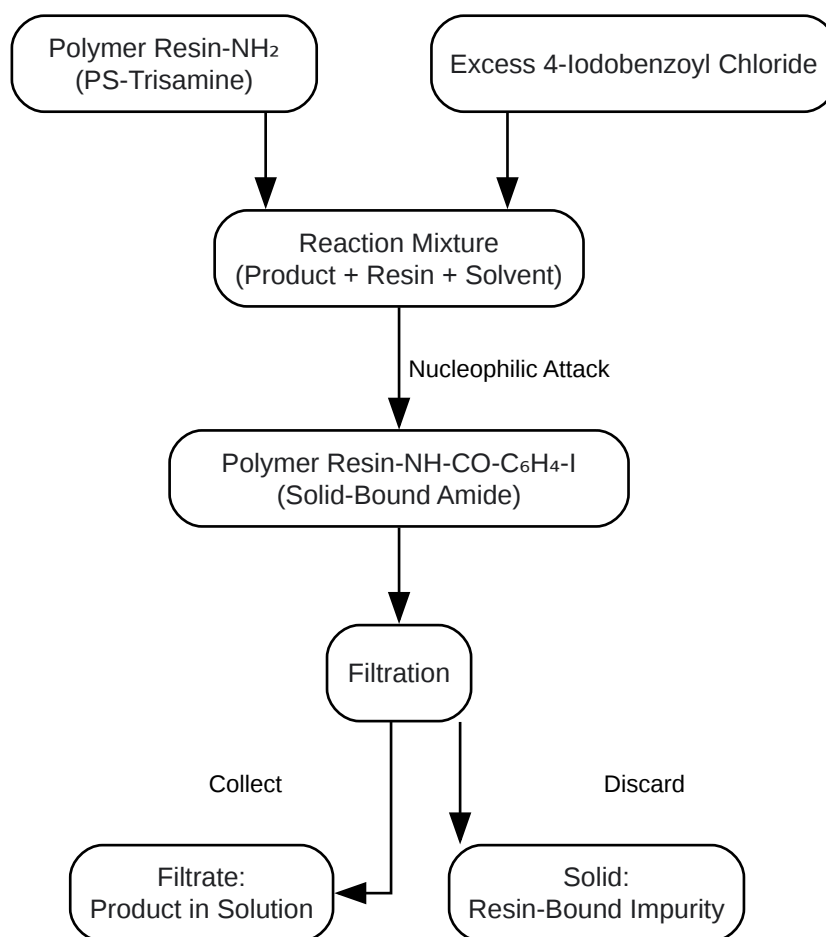 Polymer Resin-NH₂
(PS-Trisamine)
Excess 4-Iodobenzoyl Chloride
Reaction Mixture
(Product + Resin + Solvent)
Nucleophilic Attack
Polymer Resin-NH-CO-C₆H₄-I
(Solid-Bound Amide)
Filtration
Collect
Discard
Filtrate:
Product in Solution
Solid:
Resin-Bound Impurity